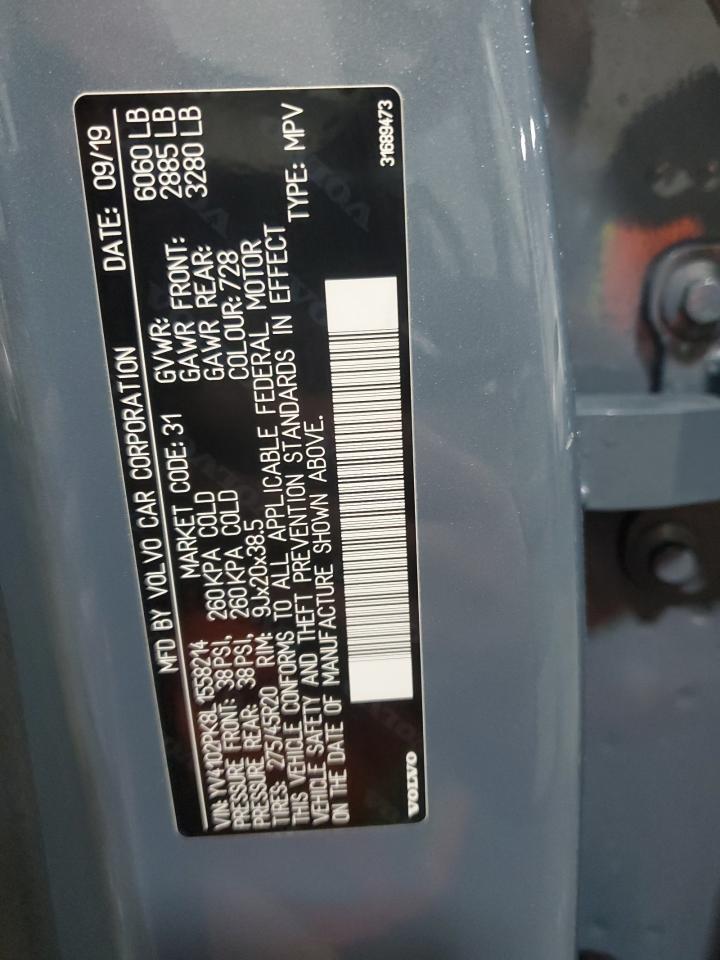 MFD BY VOLVO CAR CORPORATION DATE: 09/19
VIN: YV4102PK8L1558214 MARKET CODE: 31 GVWR: 6060 LB
PRESSURE FRONT: 38PSI, 260KPA COLD GAWR FRONT: 2885 LB
PRESSURE REAR: 38PSI, 260KPA COLD GAWR REAR: 3280 LB
TIRES: 275/45R20 RIM: 9Jx20x38.5 COLOUR: 728
THIS VEHICLE CONFORMS TO ALL APPLICABLE FEDERAL MOTOR
VEHICLE SAFETY AND THEFT PREVENTION STANDARDS IN EFFECT
ON THE DATE OF MANUFACTURE SHOWN ABOVE. TYPE: MPV
VOLVO 31689473